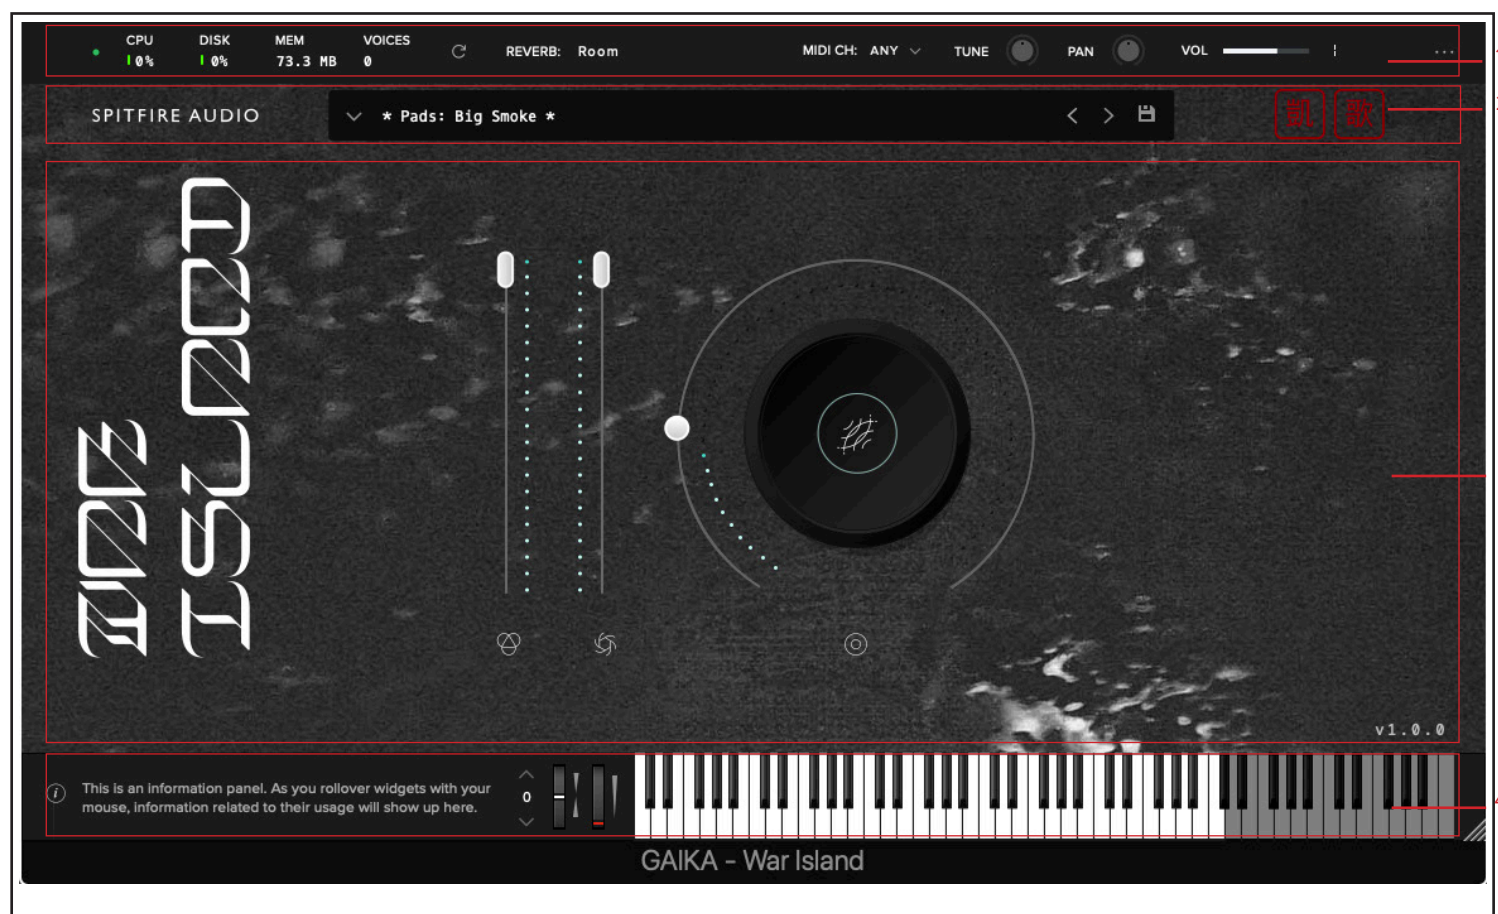 CPU DISK MEM VOICES
0% 0% 73.3 MB 0
REVERB: Room
MIDI CH: ANY
TUNE
PAN
VOL
SPITFIRE AUDIO
* Pads: Big Smoke *
凱 歌
WAR
ISLAND
v1.0.0
This is an information panel. As you rollover widgets with your
mouse, information related to their usage will show up here.
0
GAIKA - War Island